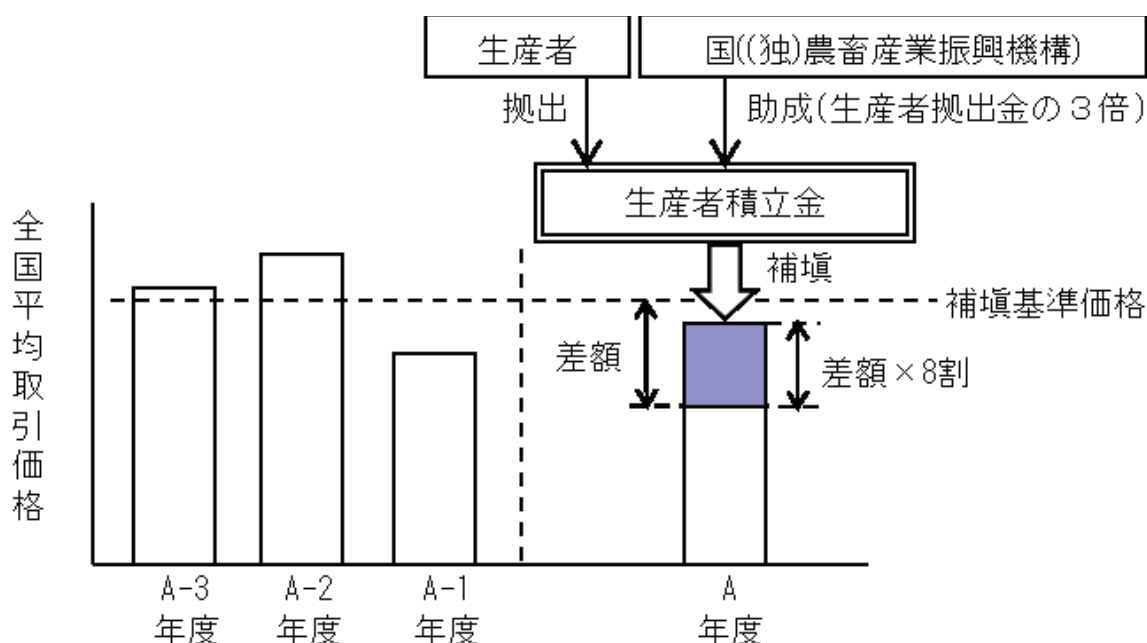 生産者
国((独)農畜産業振興機構)
拠出
助成(生産者拠出金の３倍)
生産者積立金
補塡
全国平均取引価格
補塡基準価格
差額
差額×8割
A-3
年度
A-2
年度
A-1
年度
A
年度